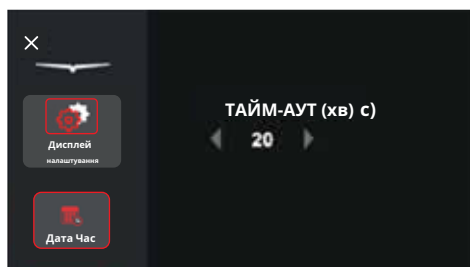 ТАЙМ-АУТ (хв) с)
20
Дисплей
налаштування
Дата Час